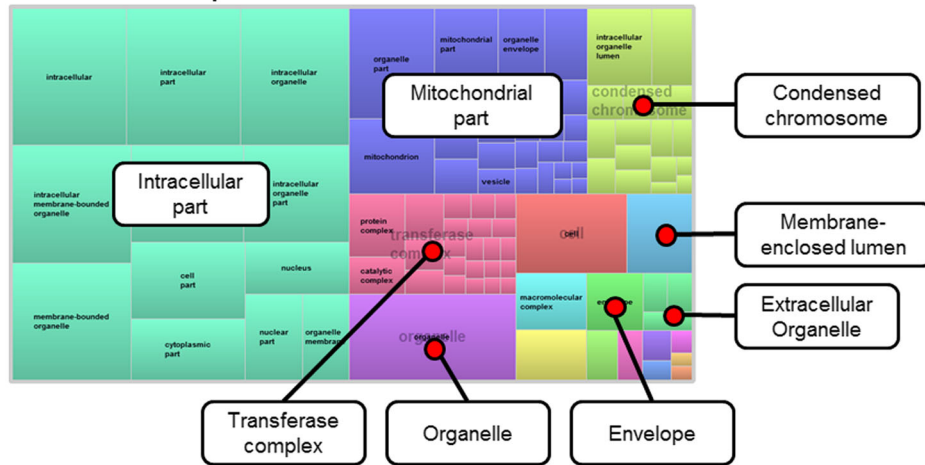 intracellular
intracellular
part
intracellular
organelle
organelle
part
mitochondrial
part
organelle
envelope
intracellular
organelle
lumen
Mitochondrial
part
condensed
chromosome
Condensed
chromosome
mitochondrion
vesicle
intracellular
membrane-bounded
organelle
Intracellular
part
intracellular
organelle
part
protein
complex
transferase
complex
catalytic
complex
cell
cell
Membrane-
enclosed lumen
membrane-bounded
organelle
cell
part
nucleus
macromolecular
complex
envelope
Extracellular
Organelle
cytoplasmic
part
nuclear
part
organelle
membrane
organelle
organelle
Transferase
complex
Organelle
Envelope